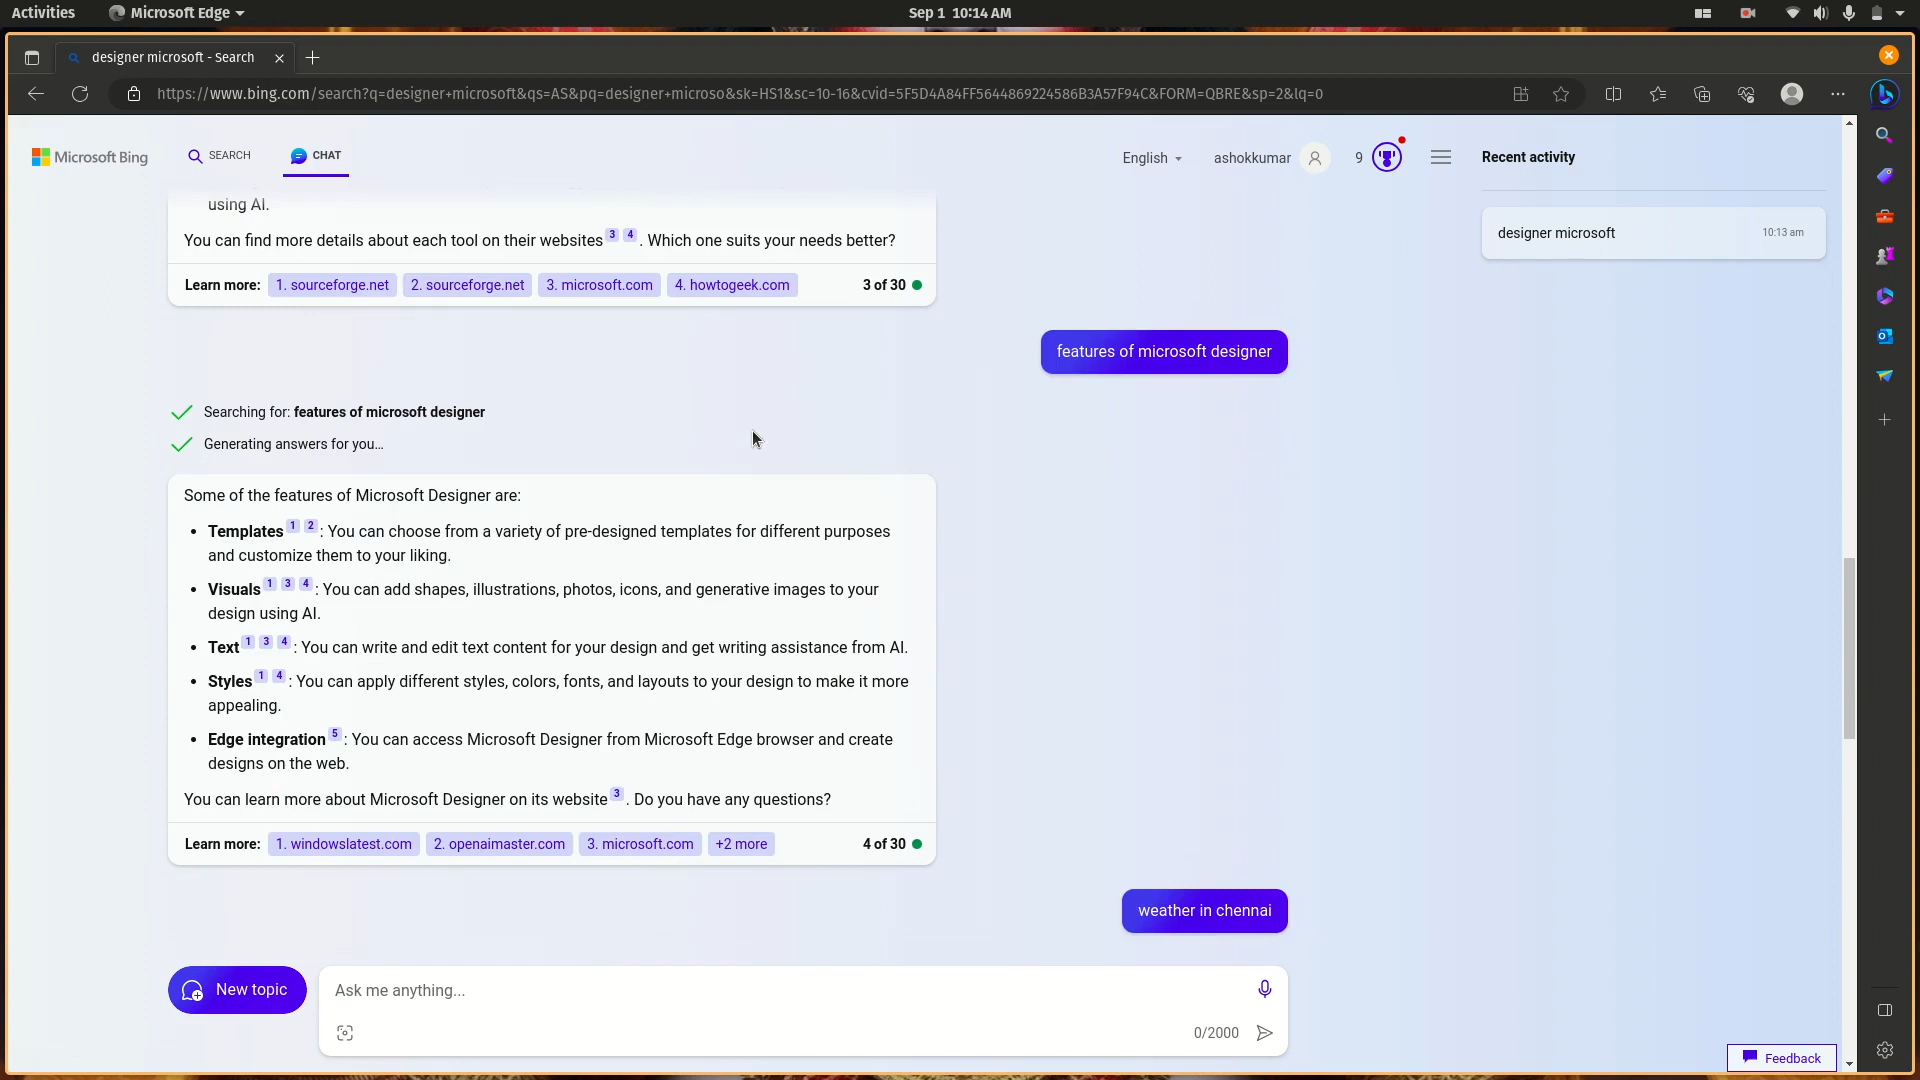 Activities Microsoft Edge Sep 1 10:14 AM
designer microsoft - Search
https://www.bing.com/search?q=designer+microsoft&qs=AS&pq=designer+microso&sk=HS1&sc=10-16&cvid=5F5D4A84FF5644869224586B3A57F94C&FORM=QBRE&sp=2&lq=0
Microsoft Bing SEARCH CHAT English ashokkumar 9 Recent activity
using AI.
designer microsoft 10:13 am
You can find more details about each tool on their websites 3 4 . Which one suits your needs better?
Learn more: 1. sourceforge.net 2. sourceforge.net 3. microsoft.com 4. howtogeek.com 3 of 30
features of microsoft designer
Searching for: features of microsoft designer
Generating answers for you...
Some of the features of Microsoft Designer are:
• Templates 1 2 : You can choose from a variety of pre-designed templates for different purposes
and customize them to your liking.
• Visuals 1 3 4 : You can add shapes, illustrations, photos, icons, and generative images to your
design using AI.
• Text 1 3 4 : You can write and edit text content for your design and get writing assistance from AI.
• Styles 1 4 : You can apply different styles, colors, fonts, and layouts to your design to make it more
appealing.
• Edge integration 5 : You can access Microsoft Designer from Microsoft Edge browser and create
designs on the web.
You can learn more about Microsoft Designer on its website 3 . Do you have any questions?
Learn more: 1. windowslatest.com 2. openaimaster.com 3. microsoft.com +2 more 4 of 30
weather in chennai
New topic Ask me anything...
0/2000
Feedback